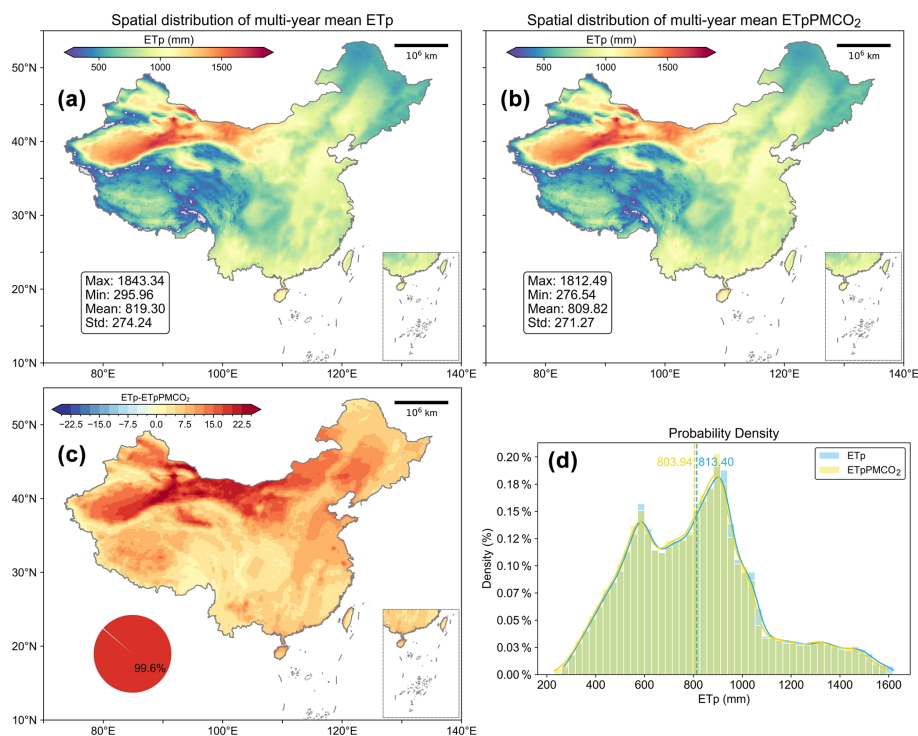 Spatial distribution of multi-year mean ETp
ETp (mm)
500 1000 1500
10⁶ km
(a)
50°N
40°N
30°N
20°N
10°N
Max: 1843.34
Min: 295.96
Mean: 819.30
Std: 274.24
80°E 100°E 120°E 140°E
Spatial distribution of multi-year mean ETpPMCO₂
ETp (mm)
500 1000 1500
10⁶ km
(b)
50°N
40°N
30°N
20°N
10°N
Max: 1812.49
Min: 276.54
Mean: 809.82
Std: 271.27
80°E 100°E 120°E 140°E
ETp-ETpPMCO₂
−22.5 −15.0 −7.5 0.0 7.5 15.0 22.5
10⁶ km
(c)
50°N
40°N
30°N
20°N
10°N
99.6%
80°E 100°E 120°E 140°E
Probability Density
(d)
803.94 813.40
ETp
ETpPMCO₂
Density (%)
0.20 %
0.18 %
0.15 %
0.12 %
0.10 %
0.07 %
0.05 %
0.03 %
0.00 %
200 400 600 800 1000 1200 1400 1600
ETp (mm)